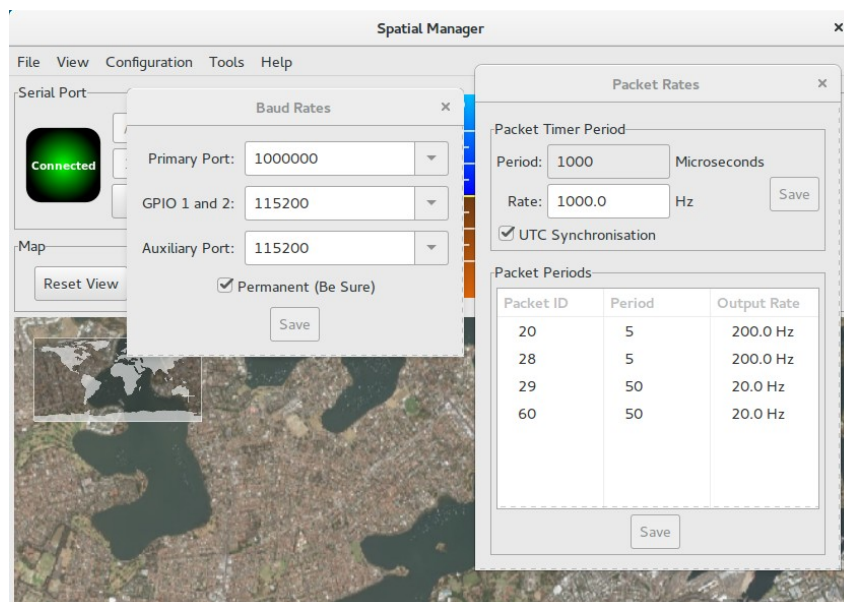 Spatial Manager ×
File View Configuration Tools Help
Serial Port
Connected
Map
Reset View
Baud Rates ×
Primary Port: 1000000
GPIO 1 and 2: 115200
Auxiliary Port: 115200
Permanent (Be Sure)
Save
Packet Rates ×
Packet Timer Period
Period: 1000 Microseconds
Rate: 1000.0 Hz Save
UTC Synchronisation
Packet Periods
Packet ID Period Output Rate
20 5 200.0 Hz
28 5 200.0 Hz
29 50 20.0 Hz
60 50 20.0 Hz
Save